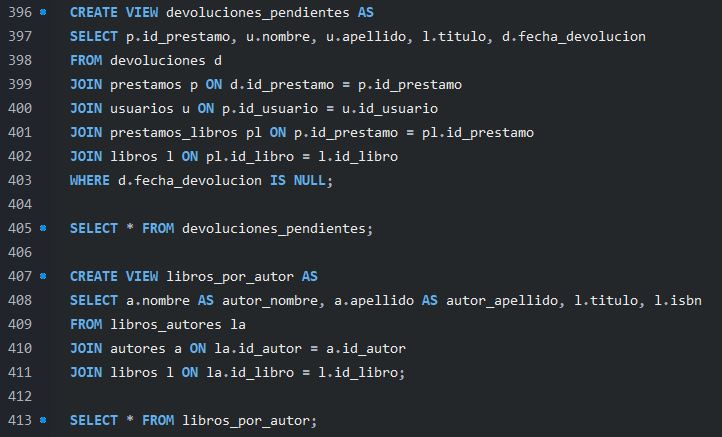 396 CREATE VIEW devoluciones_pendientes AS
397 SELECT p.id_prestamo, u.nombre, u.apellido, l.titulo, d.fecha_devolucion
398 FROM devoluciones d
399 JOIN prestamos p ON d.id_prestamo = p.id_prestamo
400 JOIN usuarios u ON p.id_usuario = u.id_usuario
401 JOIN prestamos_libros pl ON p.id_prestamo = pl.id_prestamo
402 JOIN libros l ON pl.id_libro = l.id_libro
403 WHERE d.fecha_devolucion IS NULL;
404
405 SELECT * FROM devoluciones_pendientes;
406
407 CREATE VIEW libros_por_autor AS
408 SELECT a.nombre AS autor_nombre, a.apellido AS autor_apellido, l.titulo, l.isbn
409 FROM libros_autores la
410 JOIN autores a ON la.id_autor = a.id_autor
411 JOIN libros l ON la.id_libro = l.id_libro;
412
413 SELECT * FROM libros_por_autor;